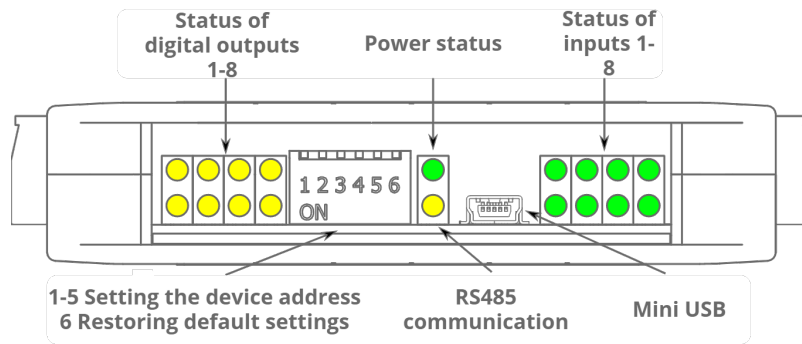 Status of
digital outputs
1-8
Power status
Status of
inputs 1-
8
1 2 3 4 5 6
ON
1-5 Setting the device address
6 Restoring default settings
RS485
communication
Mini USB